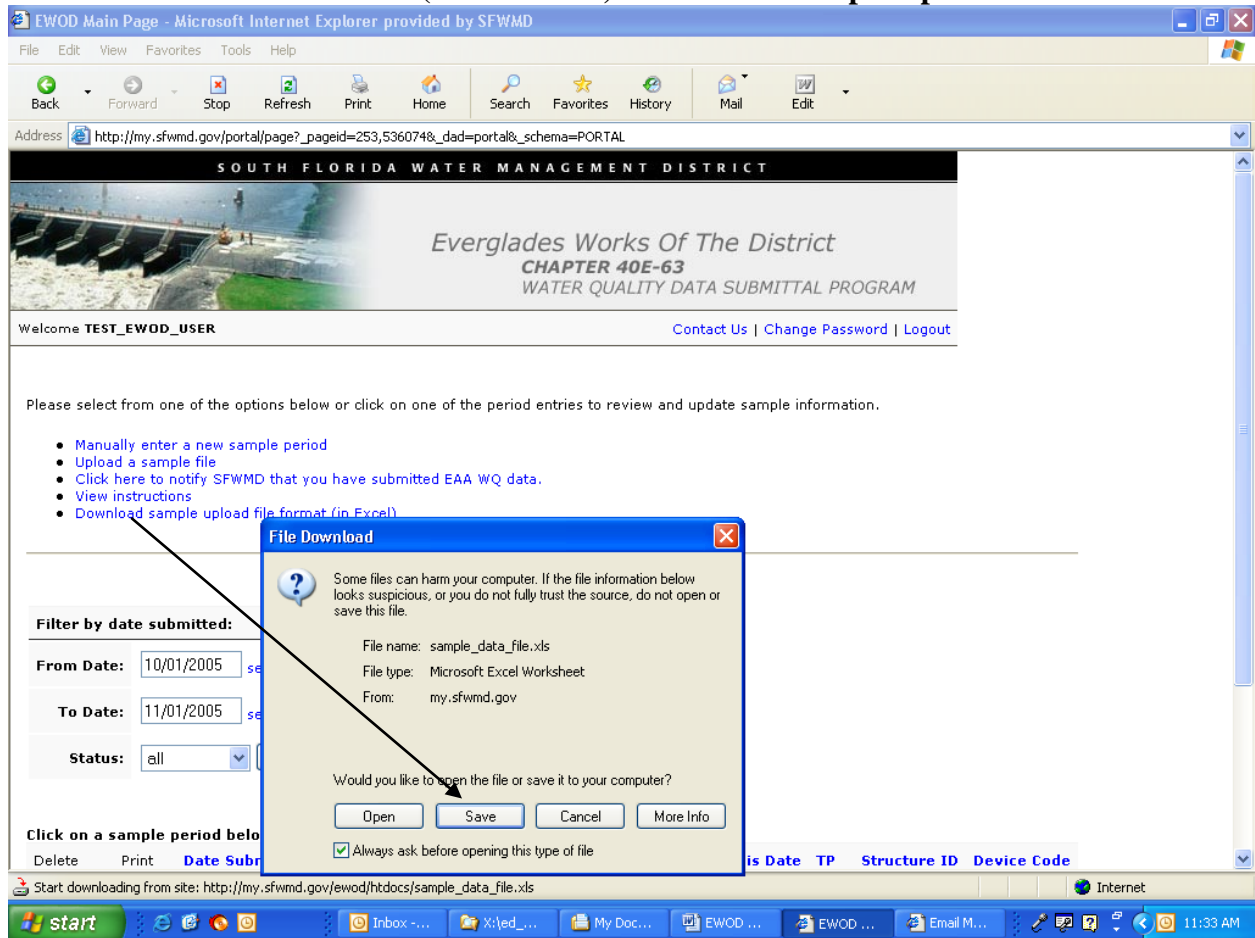 EWOD Main Page - Microsoft Internet Explorer provided by SFWMD
File Edit View Favorites Tools Help
Back Forward Stop Refresh Print Home Search Favorites History Mail Edit
Address http://my.sfwmd.gov/portal/page?_pageid=253,536074&_dad=portal&_schema=PORTAL
SOUTH FLORIDA WATER MANAGEMENT DISTRICT
Everglades Works Of The District
CHAPTER 40E-63
WATER QUALITY DATA SUBMITTAL PROGRAM
Welcome TEST_EWOD_USER Contact Us | Change Password | Logout
Please select from one of the options below or click on one of the period entries to review and update sample information.
• Manually enter a new sample period
• Upload a sample file
• Click here to notify SFWMD that you have submitted EAA WQ data.
• View instructions
• Download sample upload file format (in Excel)
File Download
Some files can harm your computer. If the file information below
looks suspicious, or you do not fully trust the source, do not open or
save this file.
File name: sample_data_file.xls
File type: Microsoft Excel Worksheet
From: my.sfwmd.gov
Would you like to open the file or save it to your computer?
Open Save Cancel More Info
Always ask before opening this type of file
Filter by date submitted:
From Date: 10/01/2005 se
To Date: 11/01/2005 se
Status: all
Click on a sample period belo
Delete Print Date Subm is Date TP Structure ID Device Code
Start downloading from site: http://my.sfwmd.gov/ewod/htdocs/sample_data_file.xls Internet
start Inbox -... X:\ed_... My Doc... EWOD ... EWOD ... Email M... 11:33 AM